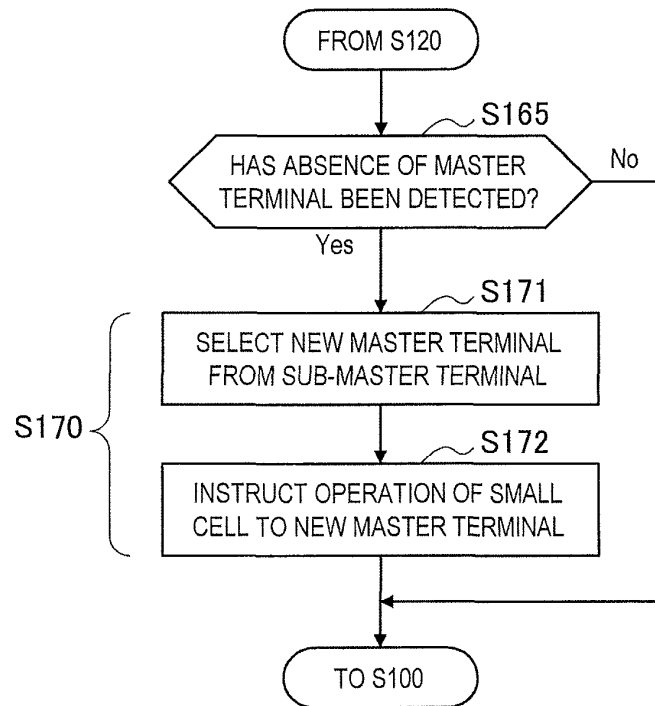 FROM S120
S165
HAS ABSENCE OF MASTER
TERMINAL BEEN DETECTED?
No
Yes
S171
SELECT NEW MASTER TERMINAL
FROM SUB-MASTER TERMINAL
S170
S172
INSTRUCT OPERATION OF SMALL
CELL TO NEW MASTER TERMINAL
TO S100